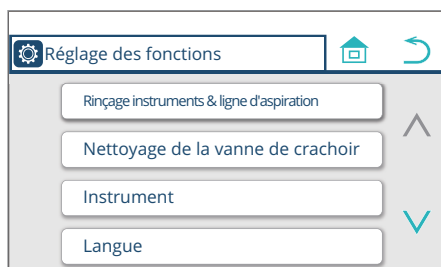 Réglage des fonctions
Rinçage instruments & ligne d'aspiration
Nettoyage de la vanne de crachoir
Instrument
Langue